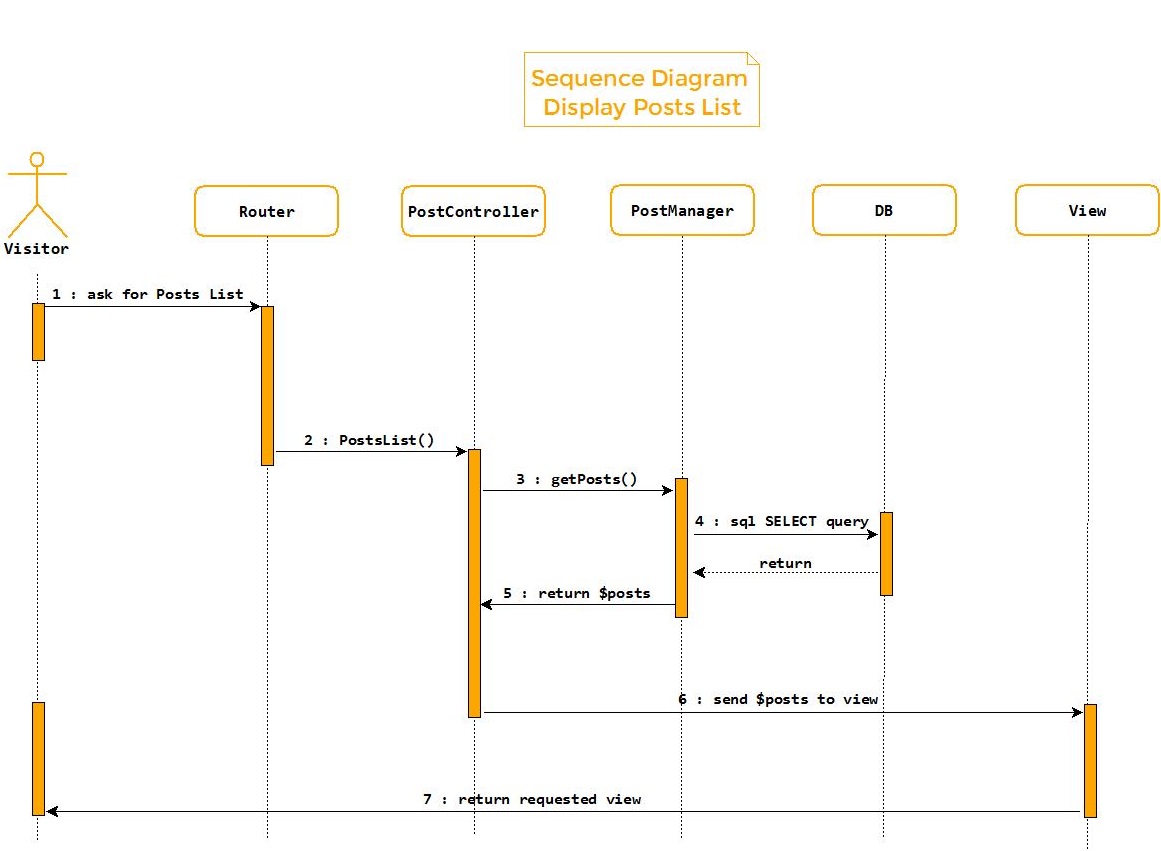 Sequence Diagram
Display Posts List
Visitor
Router
PostController
PostManager
DB
View
1 : ask for Posts List
2 : PostsList()
3 : getPosts()
4 : sql SELECT query
return
5 : return $posts
6 : send $posts to view
7 : return requested view